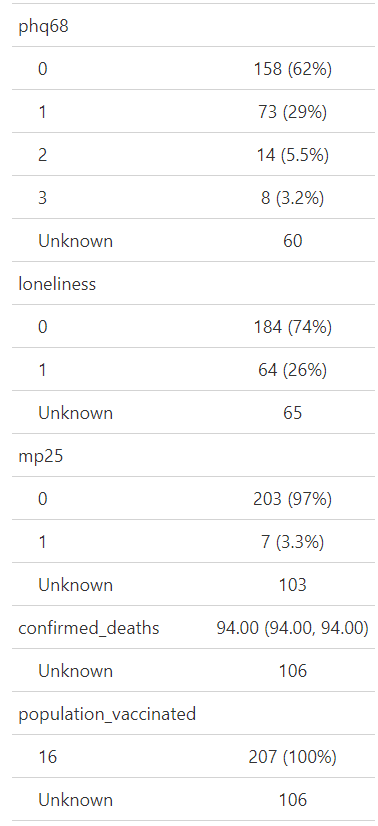 phq68
0 158 (62%)
1 73 (29%)
2 14 (5.5%)
3 8 (3.2%)
Unknown 60
loneliness
0 184 (74%)
1 64 (26%)
Unknown 65
mp25
0 203 (97%)
1 7 (3.3%)
Unknown 103
confirmed_deaths 94.00 (94.00, 94.00)
Unknown 106
population_vaccinated
16 207 (100%)
Unknown 106